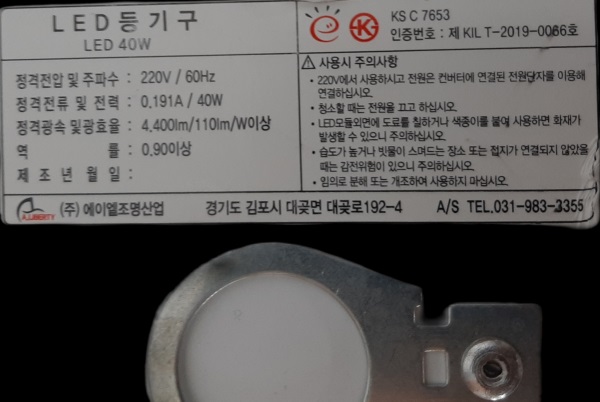 LED등기구
LED 40W
정격전압 및 주파수 : 220V / 60Hz
정격전류 및 전력 : 0.191A / 40W
정격광속 및광효율 : 4,400lm/110lm/W이상
역 률 : 0.90이상
제 조 년 월 일 :
KS C 7653
인증번호 : 제 KIL T-2019-0066호
사용시 주의사항
• 220V에서 사용하시고 전원은 컨버터에 연결된 전원단자를 이용해
연결하십시오.
• 청소할 때는 전원을 끄고 하십시오.
• LED모듈외면에 도료를 칠하거나 색종이를 붙여 사용하면 화재가
발생할 수 있으니 주의하십시오.
• 습도가 높거나 빗물이 스며드는 장소 또는 접지가 연결되지 않았을
때는 감전위험이 있으니 주의하십시오.
• 임의로 분해 또는 개조하여 사용하지 마십시오.
A.LIBERTY (주) 에이엘조명산업 경기도 김포시 대곶면 대곶로192-4 A/S TEL.031-983-3355